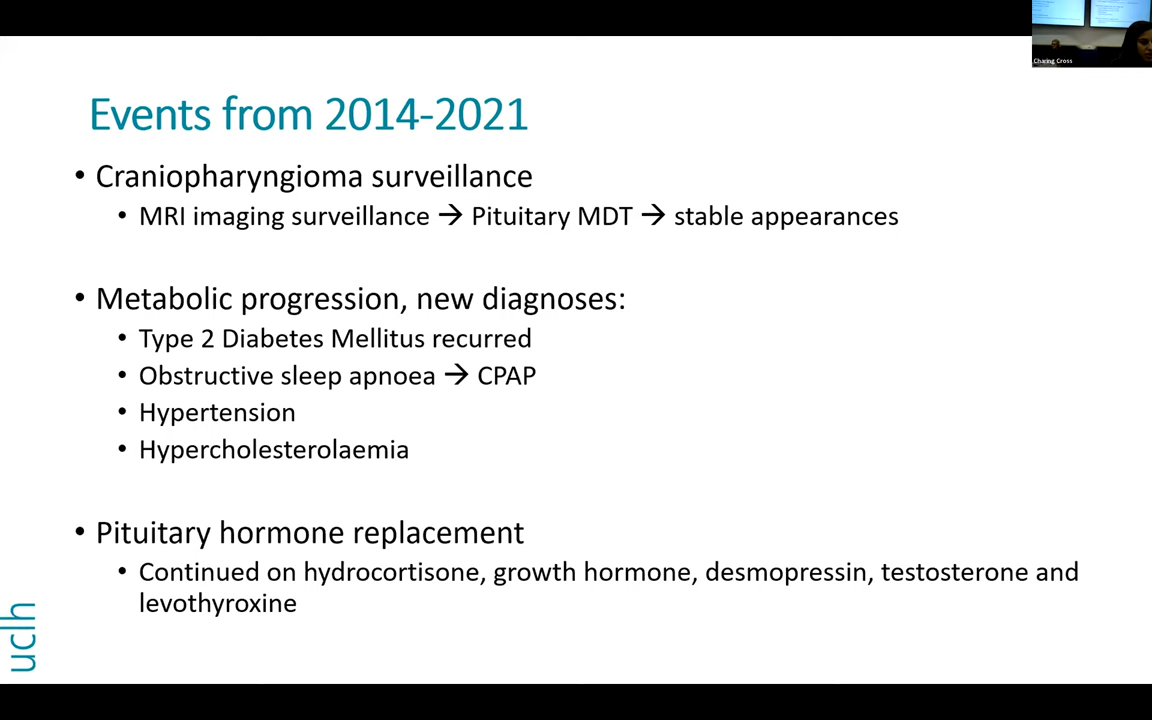 Charing Cross
Events from 2014-2021
• Craniopharyngioma surveillance
• MRI imaging surveillance → Pituitary MDT → stable appearances
• Metabolic progression, new diagnoses:
• Type 2 Diabetes Mellitus recurred
• Obstructive sleep apnoea → CPAP
• Hypertension
• Hypercholesterolaemia
• Pituitary hormone replacement
• Continued on hydrocortisone, growth hormone, desmopressin, testosterone and
levothyroxine
uclh